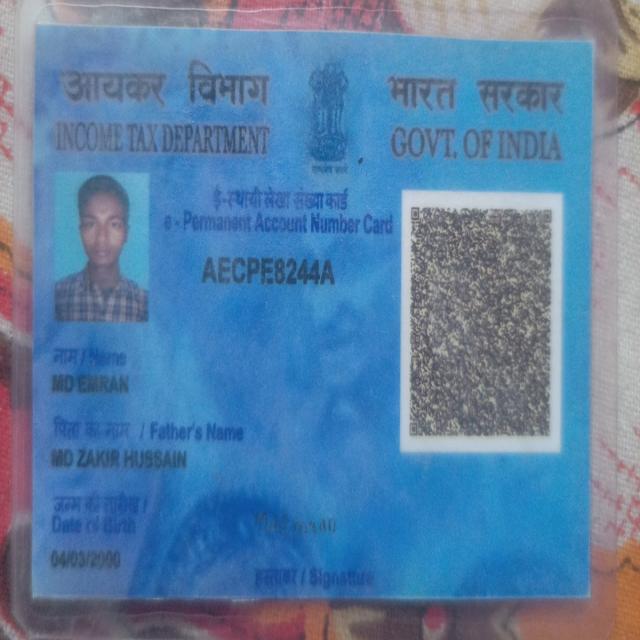 आयकर विभाग
INCOME TAX DEPARTMENT
भारत सरकार
GOVT. OF INDIA
ई-स्थायी लेखा संख्या कार्ड
e - Permanent Account Number Card
AECPE8244A
नाम / Name
MD EMRAN
पिता का नाम / Father's Name
MD ZAKIR HUSSAIN
जन्म की तारीख /
Date of Birth
04/03/2000
हस्ताक्षर / Signature